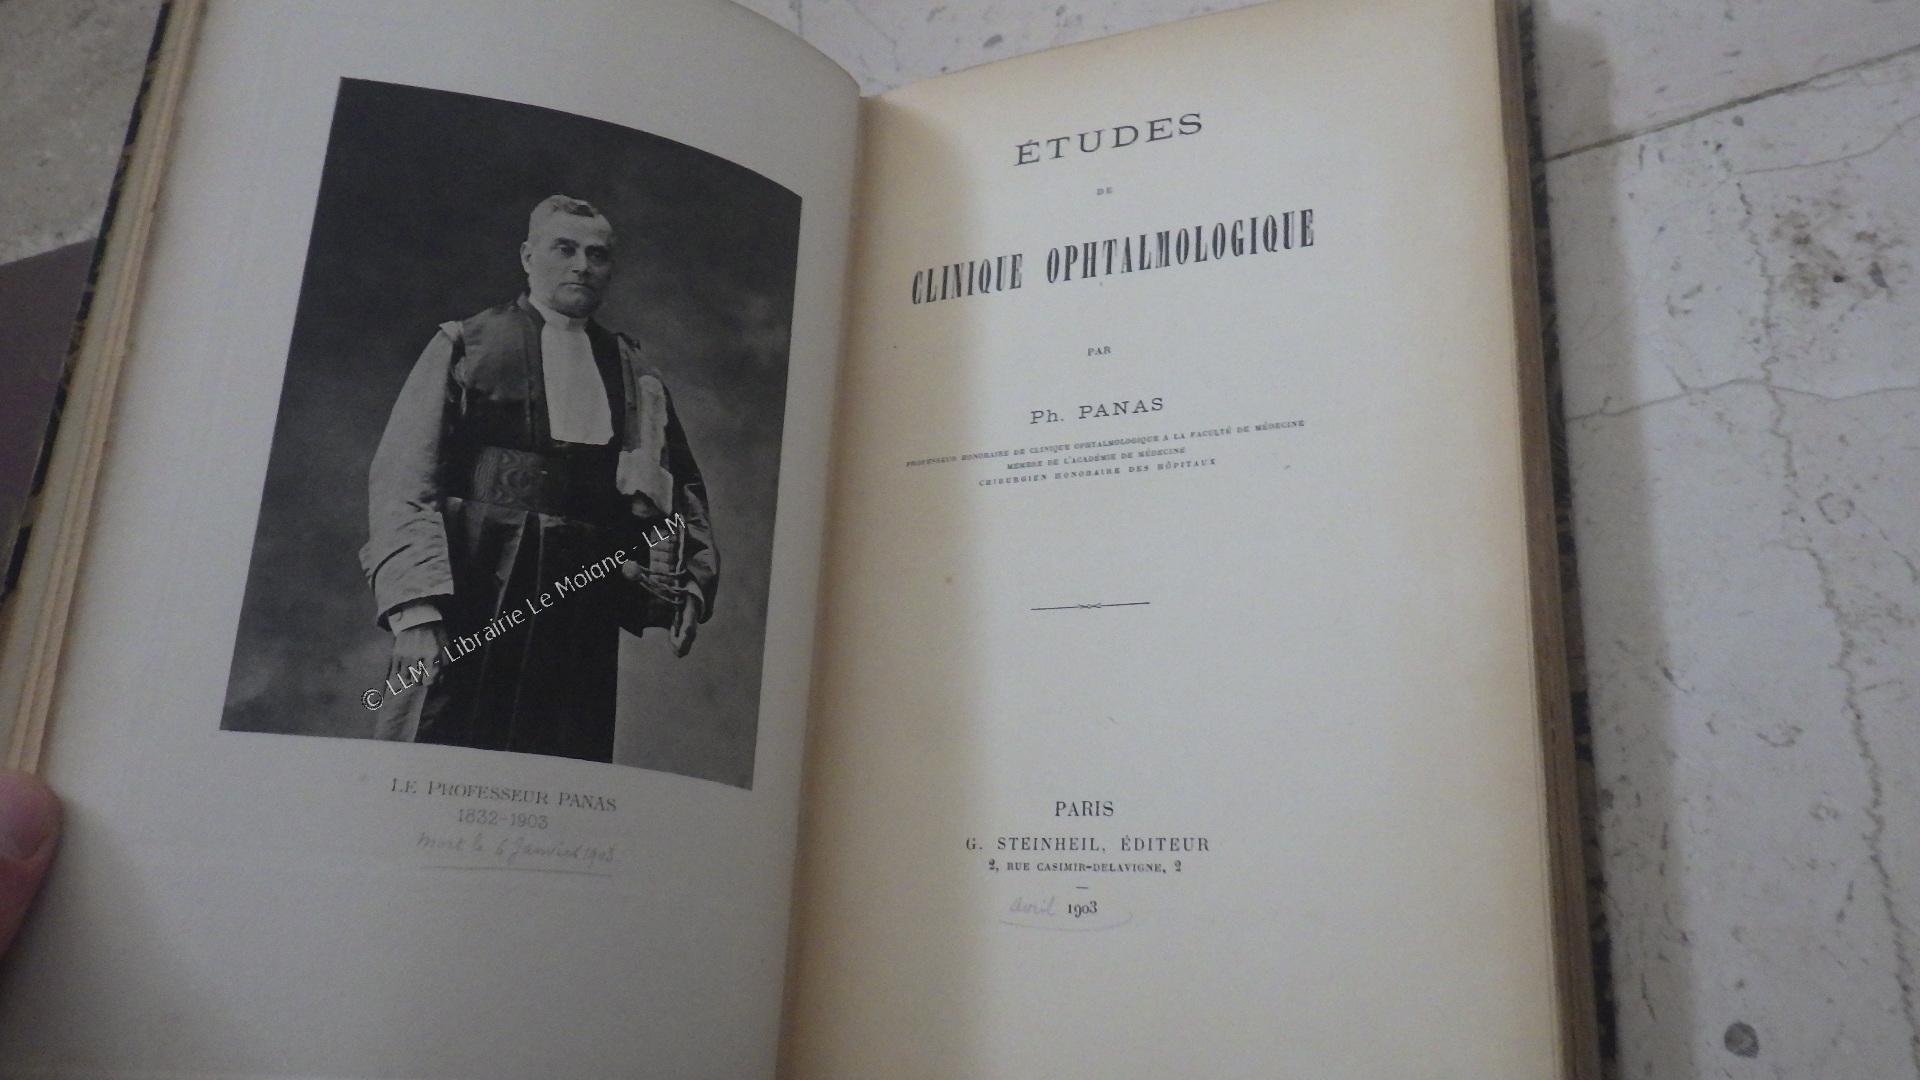 LE PROFESSEUR PANAS
1832-1903
Mort le 6 Janvier 1903.
© LLM - Librairie Le Moigne - LLM
ÉTUDES
DE
CLINIQUE OPHTALMOLOGIQUE
PAR
Ph. PANAS
PROFESSEUR HONORAIRE DE CLINIQUE OPHTALMOLOGIQUE A LA FACULTÉ DE MÉDECINE
MEMBRE DE L'ACADÉMIE DE MÉDECINE
CHIRURGIEN HONORAIRE DES HÔPITAUX
PARIS
G. STEINHEIL, ÉDITEUR
2, RUE CASIMIR-DELAVIGNE, 2
avril 1903